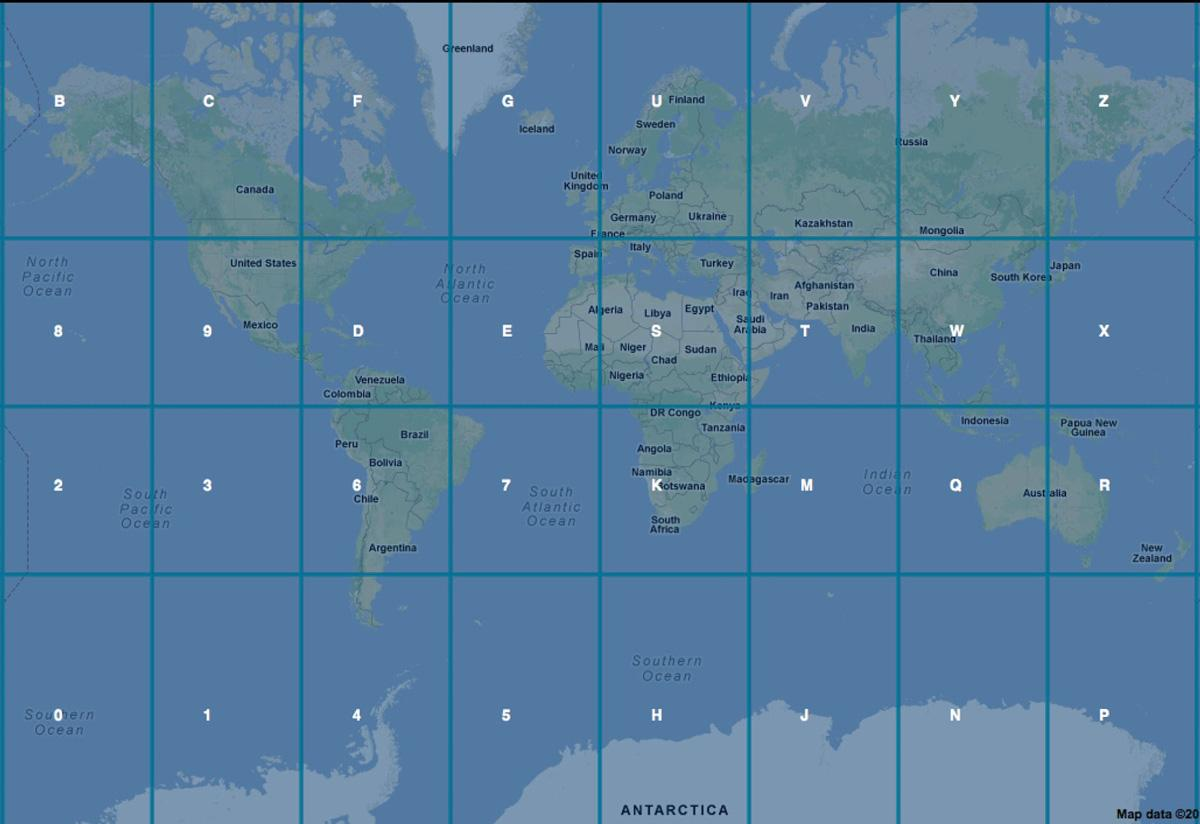 Greenland
B C F G U Finland V Y Z
Iceland
Sweden
Russia
Norway
United
Kingdom
Canada
Poland
Germany
Ukraine
Kazakhstan
Mongolia
France
Italy
Spain
North
Pacific
Ocean
United States
North
Atlantic
Ocean
Turkey
China
South Korea
Japan
Iraq
Iran
Afghanistan
Pakistan
Algeria
Libya
Egypt
Saudi
Arabia
India
Mexico
8 9 D E S T W X
Thailand
Mali
Niger
Chad
Sudan
Nigeria
Ethiopia
Venezuela
Colombia
Kenya
DR Congo
Tanzania
Indonesia
Papua New
Guinea
Peru
Brazil
Angola
Bolivia
Namibia
Botswana
Madagascar
Indian
Ocean
2 3 6 7 K M Q R
Australia
South
Pacific
Ocean
Chile
South
Atlantic
Ocean
South
Africa
Argentina
New
Zealand
Southern
Ocean
0 1 4 5 H J N P
Southern
Ocean
ANTARCTICA
Map data ©20